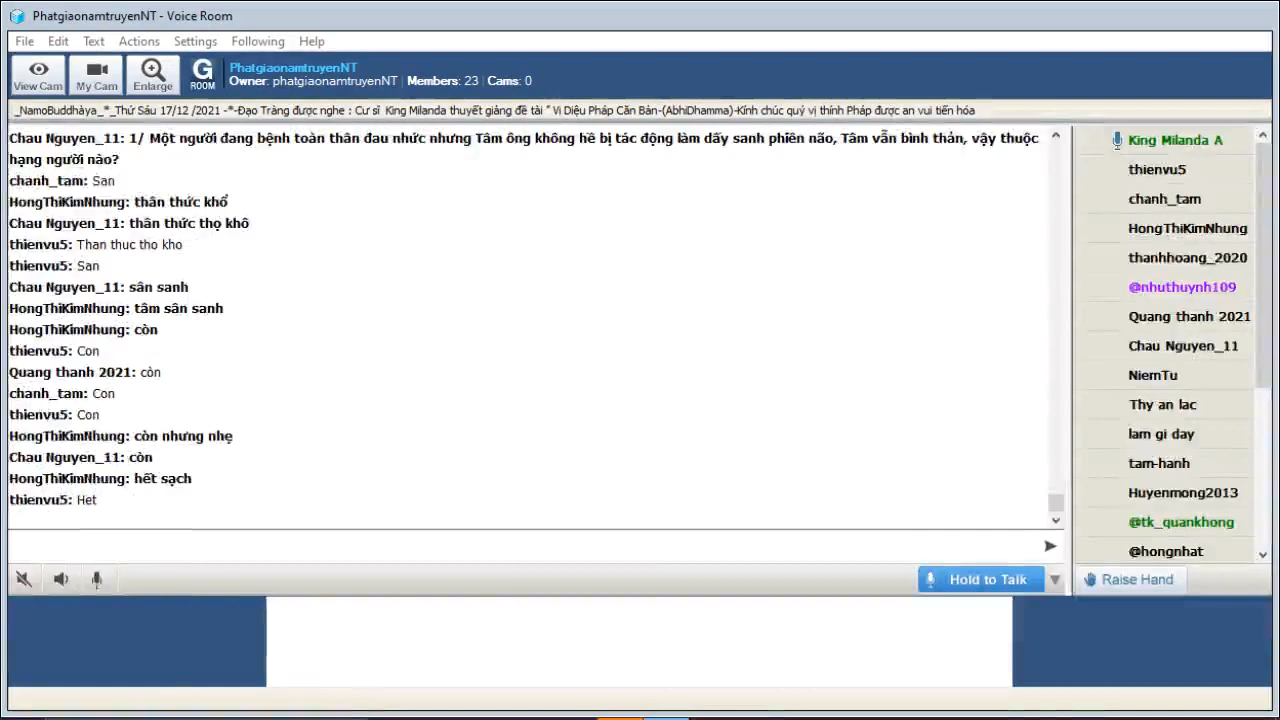 PhatgiaonamtruyenNT - Voice Room
File Edit Text Actions Settings Following Help
View Cam
My Cam
Enlarge
G
ROOM
PhatgiaonamtruyenNT
Owner: phatgiaonamtruyenNT | Members: 23 Cams: 0
_NamoBuddhàya_*_Thứ Sáu 17/12 /2021 -*-Đạo Tràng được nghe : Cư sĩ King Milanda thuyết giảng đề tài " Vi Diệu Pháp Căn Bản-(AbhiDhamma)-Kính chúc quý vị thính Pháp được an vui tiến hóa
Chau Nguyen_11: 1/ Một người đang bệnh toàn thân đau nhức nhưng Tâm ông không hề bị tác động làm dấy sanh phiền não, Tâm vẫn bình thản, vậy thuộc
hạng người nào?
chanh_tam: San
HongThiKimNhung: thân thức khổ
Chau Nguyen_11: thân thức thọ khô
thienvu5: Than thuc tho kho
thienvu5: San
Chau Nguyen_11: sân sanh
HongThiKimNhung: tâm sân sanh
HongThiKimNhung: còn
thienvu5: Con
Quang thanh 2021: còn
chanh_tam: Con
thienvu5: Con
HongThiKimNhung: còn nhưng nhẹ
Chau Nguyen_11: còn
HongThiKimNhung: hết sạch
thienvu5: Het
King Milanda A
thienvu5
chanh_tam
HongThiKimNhung
thanhhoang_2020
@nhuthuynh109
Quang thanh 2021
Chau Nguyen_11
NiemTu
Thy an lac
lam gi day
tam-hanh
Huyenmong2013
@tk_quankhong
@hongnhat
Hold to Talk
Raise Hand